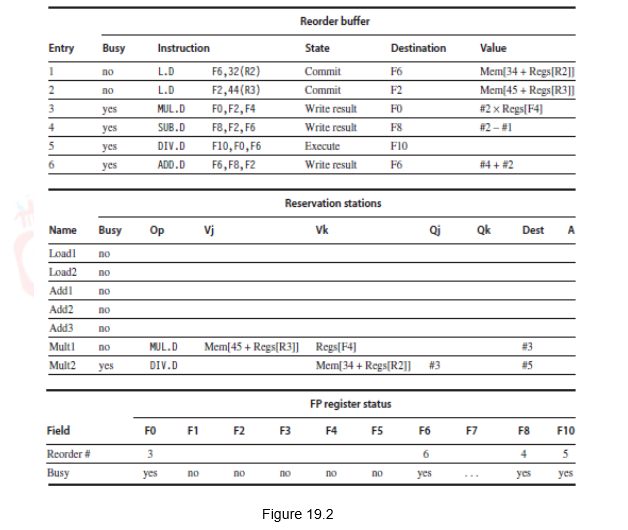 Reorder buffer
Entry Busy Instruction State Destination Value
1 no L.D F6,32(R2) Commit F6 Mem[34 + Regs[R2]]
2 no L.D F2,44(R3) Commit F2 Mem[45 + Regs[R3]]
3 yes MUL.D F0,F2,F4 Write result F0 #2 × Regs[F4]
4 yes SUB.D F8,F2,F6 Write result F8 #2 – #1
5 yes DIV.D F10,F0,F6 Execute F10
6 yes ADD.D F6,F8,F2 Write result F6 #4 + #2
Reservation stations
Name Busy Op Vj Vk Qj Qk Dest A
Load1 no
Load2 no
Add1 no
Add2 no
Add3 no
Mult1 no MUL.D Mem[45 + Regs[R3]] Regs[F4] #3
Mult2 yes DIV.D Mem[34 + Regs[R2]] #3 #5
FP register status
Field F0 F1 F2 F3 F4 F5 F6 F7 F8 F10
Reorder # 3 6 4 5
Busy yes no no no no no yes ... yes yes
Figure 19.2